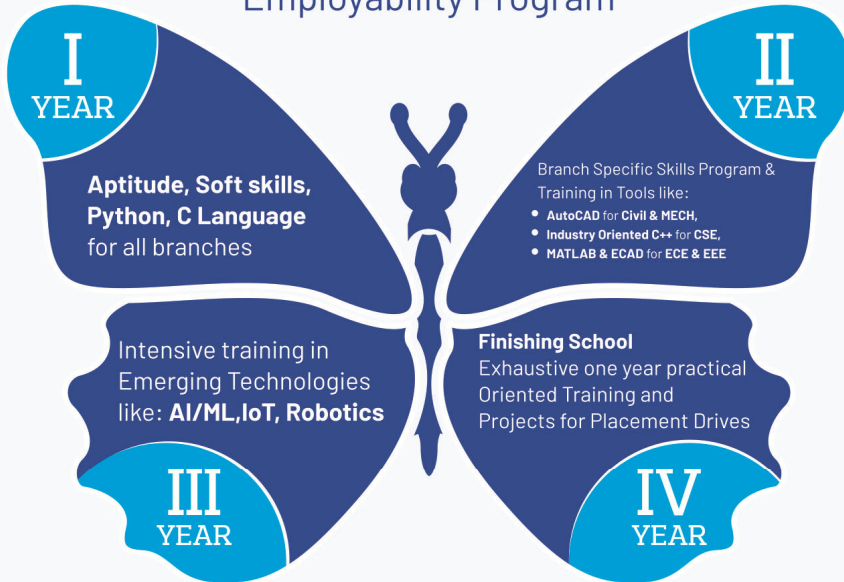 Employability Program
I
YEAR
Aptitude, Soft skills,
Python, C Language
for all branches
II
YEAR
Branch Specific Skills Program &
Training in Tools like:
• AutoCAD for Civil & MECH,
• Industry Oriented C++ for CSE,
• MATLAB & ECAD for ECE & EEE
Intensive training in
Emerging Technologies
like: AI/ML,IoT, Robotics
III
YEAR
Finishing School
Exhaustive one year practical
Oriented Training and
Projects for Placement Drives
IV
YEAR